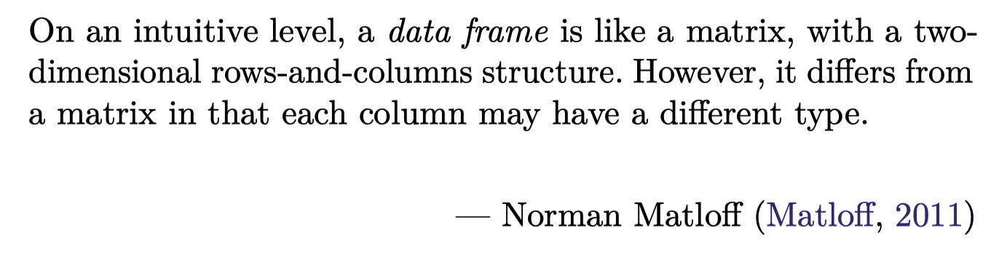 On an intuitive level, a data frame is like a matrix, with a two-
dimensional rows-and-columns structure. However, it differs from
a matrix in that each column may have a different type.
— Norman Matloff (Matloff, 2011)